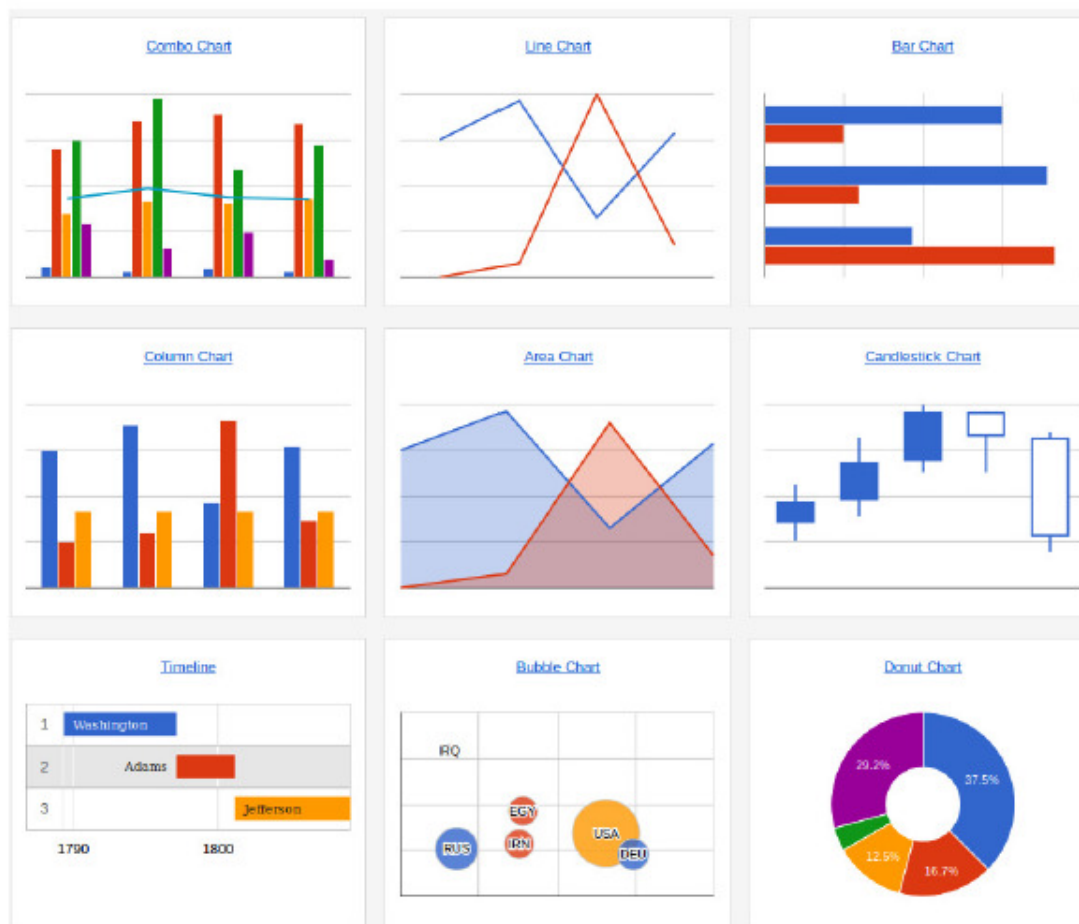 Combo Chart
Line Chart
Bar Chart
Column Chart
Area Chart
Candlestick Chart
Timeline
1 Washington
2 Adams
3 Jefferson
1790 1800
Bubble Chart
IRQ
EGY
IRN
RUS
USA
DEU
Donut Chart
29.2%
37.5%
12.5%
16.7%